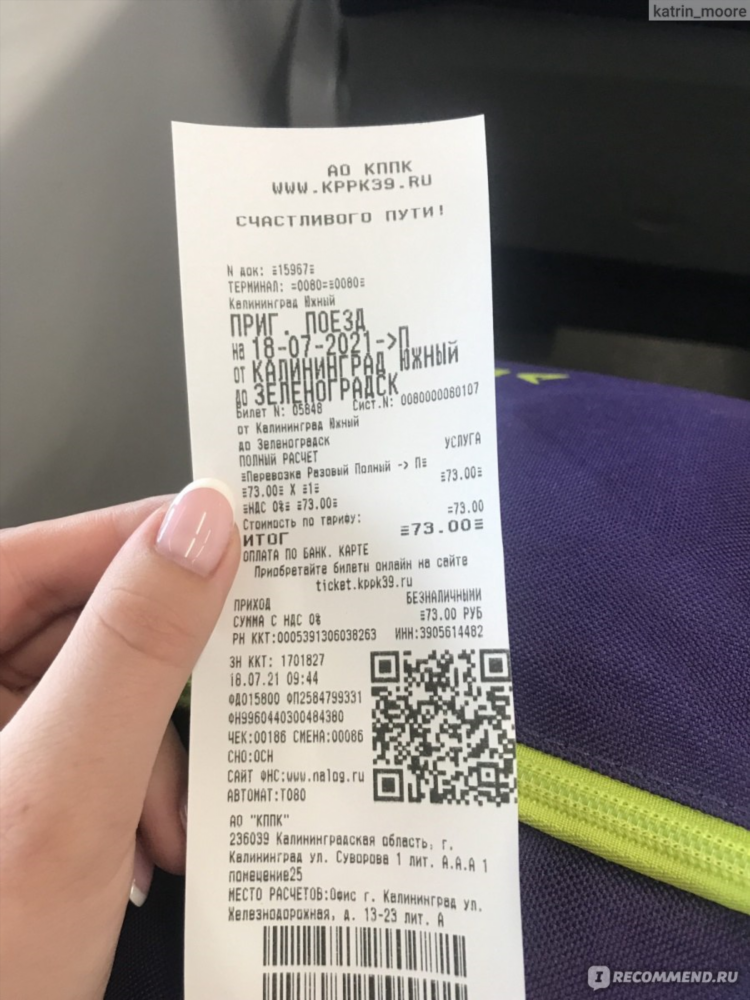 katrin_moore
АО КППК
WWW.KPPK39.RU
СЧАСТЛИВОГО ПУТИ!
N док: ≡15967≡
ТЕРМИНАЛ: ≡0080≡≡0080≡
Калининград Южный
ПРИГ. ПОЕЗД
на 18-07-2021->П
от КАЛИНИНГРАД ЮЖНЫЙ
до ЗЕЛЕНОГРАДСК
Билет N: 05848 Сист.N: 0080000060107
от Калининград Южный
до Зеленоградск УСЛУГА
ПОЛНЫЙ РАСЧЕТ
≡Перевозка Разовый Полный -> П≡
≡73.00≡ X ≡1≡ ≡73.00≡
≡НДС 0%≡ ≡73.00≡
Стоимость по тарифу: ≡73.00
ИТОГ ≡73.00≡
ОПЛАТА ПО БАНК. КАРТЕ
Приобретайте билеты онлайн на сайте
ticket.kppk39.ru
ПРИХОД БЕЗНАЛИЧНЫМИ
СУММА С НДС 0% ≡73.00 РУБ
РН ККТ:0005391306038263 ИНН:3905614482
ЗН ККТ: 1701827
18.07.21 09:44
ФД015800 ФП2584799331
ФН9960440300484380
ЧЕК:00186 СМЕНА:00086
СНО:ОСН
САЙТ ФНС:www.nalog.ru
АВТОМАТ:Т080
АО "КППК"
236039 Калининградская область, г.
Калининград ул. Суворова 1 лит. А.А.А 1
помещение25
МЕСТО РАСЧЕТОВ:Офис г. Калининград ул.
Железнодорожная, д. 13-23 лит. А
IRECOMMEND.RU